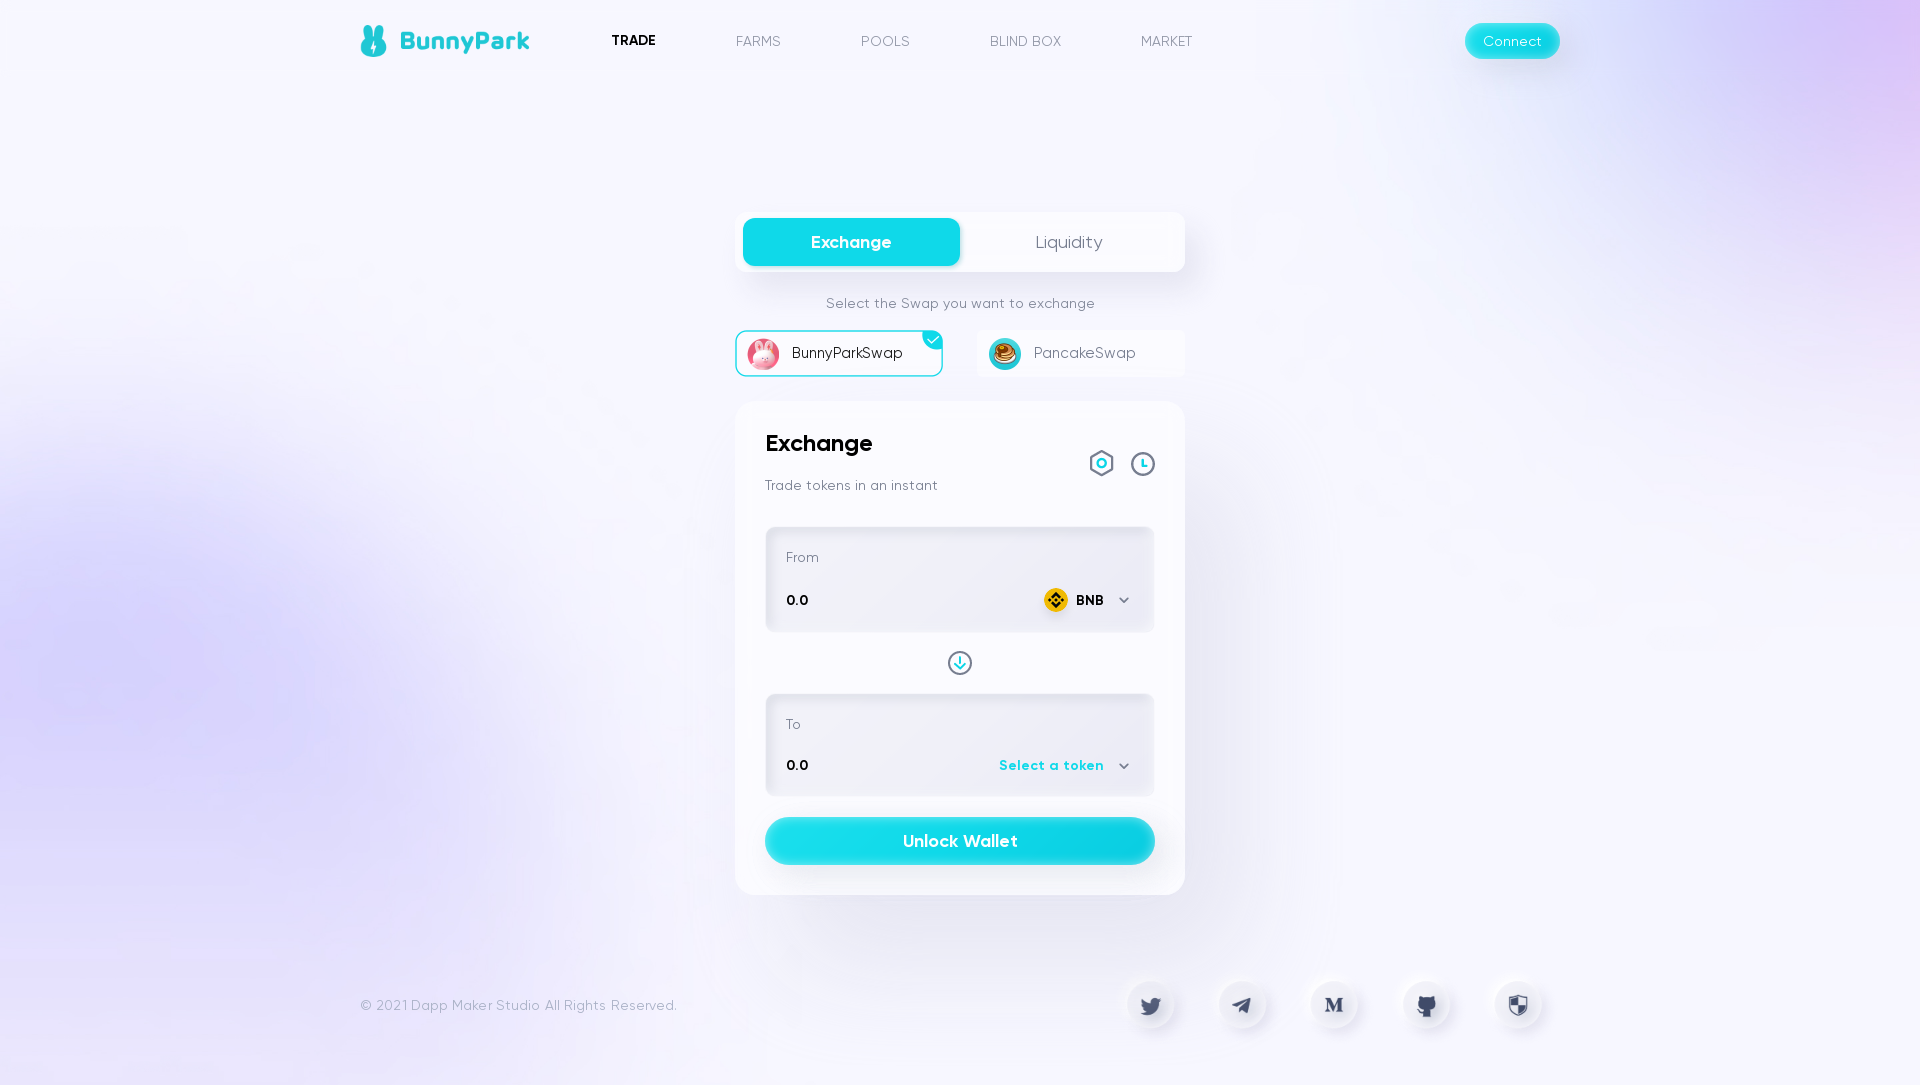 BunnyPark
TRADE
FARMS
POOLS
BLIND BOX
MARKET
Connect
Exchange
Liquidity
Select the Swap you want to exchange
BunnyParkSwap
PancakeSwap
Exchange
Trade tokens in an instant
From
0.0
BNB
To
0.0
Select a token
Unlock Wallet
© 2021 Dapp Maker Studio All Rights Reserved.